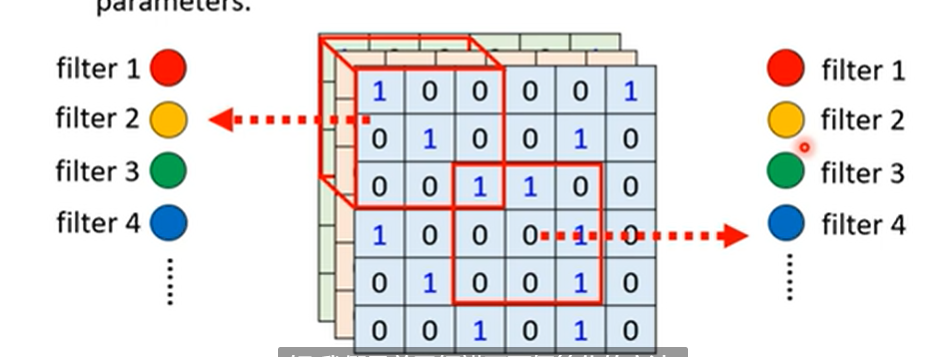 parameters.
filter 1
filter 2
filter 3
filter 4
1 0 0 0 0 1
0 1 0 0 1 0
0 0 1 1 0 0
1 0 0 0 1 0
0 1 0 0 1 0
0 0 1 0 1 0
filter 1
filter 2
filter 3
filter 4